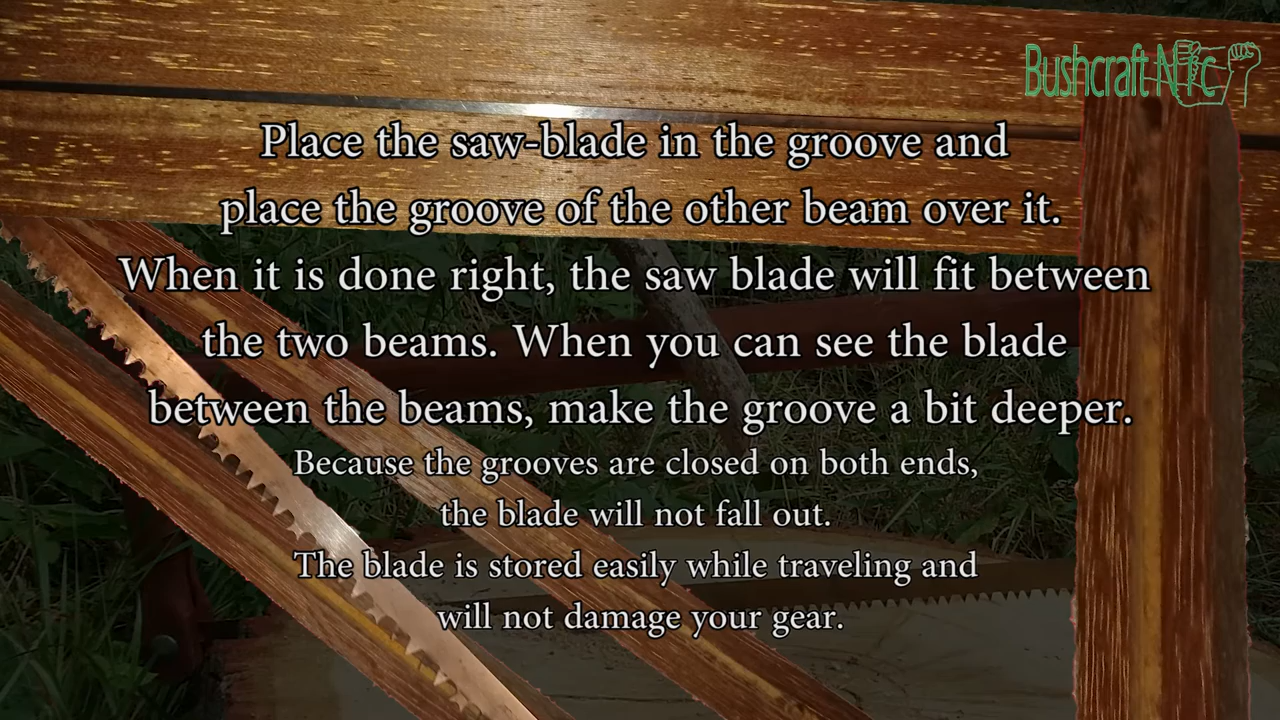 Bushcraft NTc
Place the saw-blade in the groove and
place the groove of the other beam over it.
When it is done right, the saw blade will fit between
the two beams. When you can see the blade
between the beams, make the groove a bit deeper.
Because the grooves are closed on both ends,
the blade will not fall out.
The blade is stored easily while traveling and
will not damage your gear.